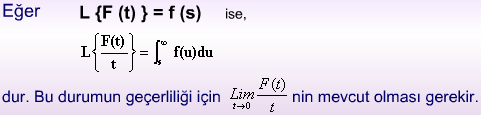 Eğer L {F (t) } = f (s) ise,
L{F(t)/t} = ∫ₛ^∞ f(u)du
dur. Bu durumun geçerliliği için Lim t→0 F(t)/t nin mevcut olması gerekir.